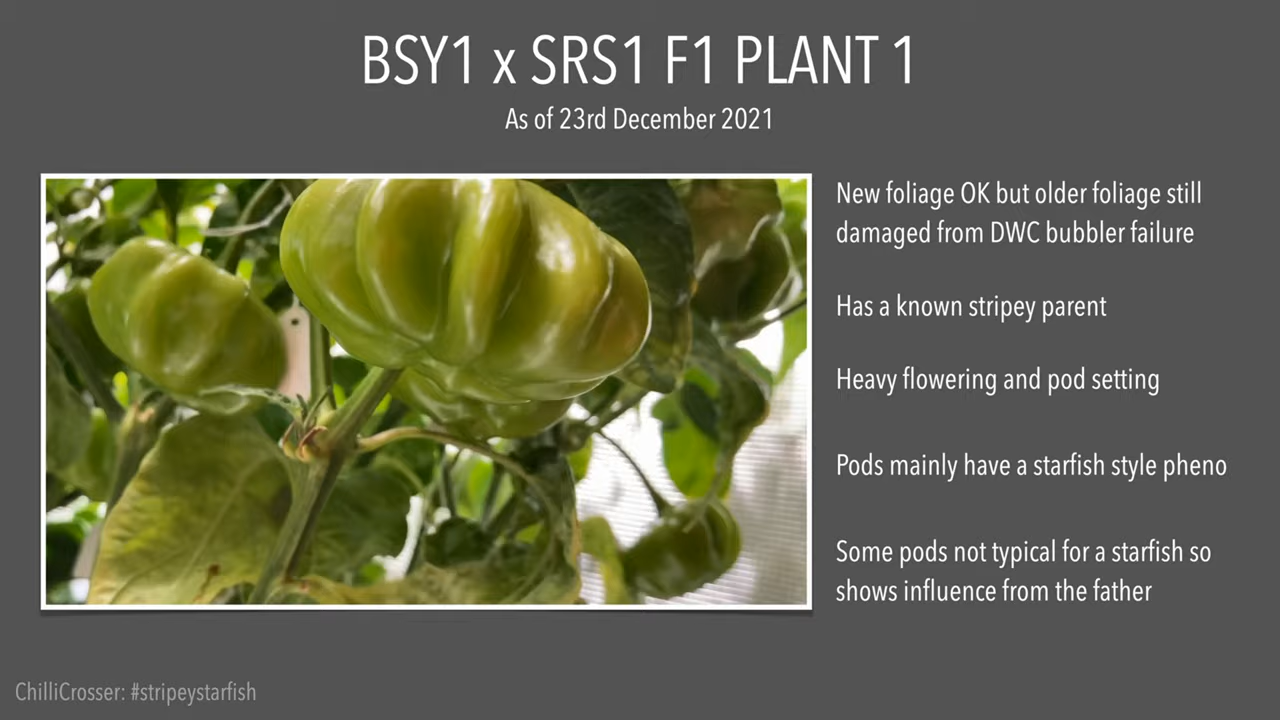 BSY1 x SRS1 F1 PLANT 1
As of 23rd December 2021
New foliage OK but older foliage still
damaged from DWC bubbler failure
Has a known stripey parent
Heavy flowering and pod setting
Pods mainly have a starfish style pheno
Some pods not typical for a starfish so
shows influence from the father
ChilliCrosser: #stripeystarfish